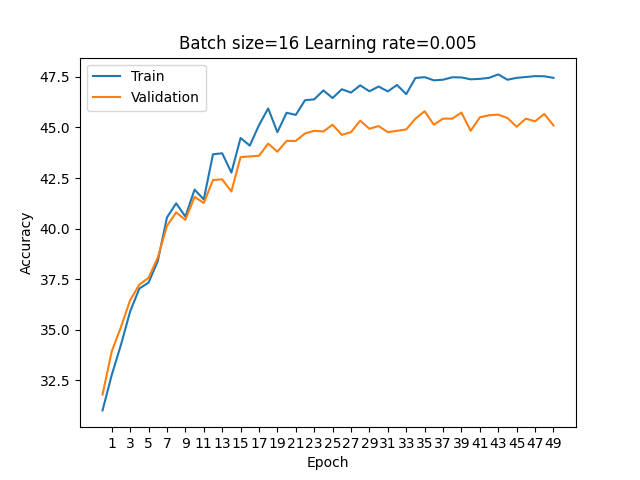 Batch size=16 Learning rate=0.005
Train
Validation
47.5
45.0
42.5
40.0
37.5
35.0
32.5
Accuracy
1 3 5 7 9 11 13 15 17 19 21 23 25 27 29 31 33 35 37 39 41 43 45 47 49
Epoch